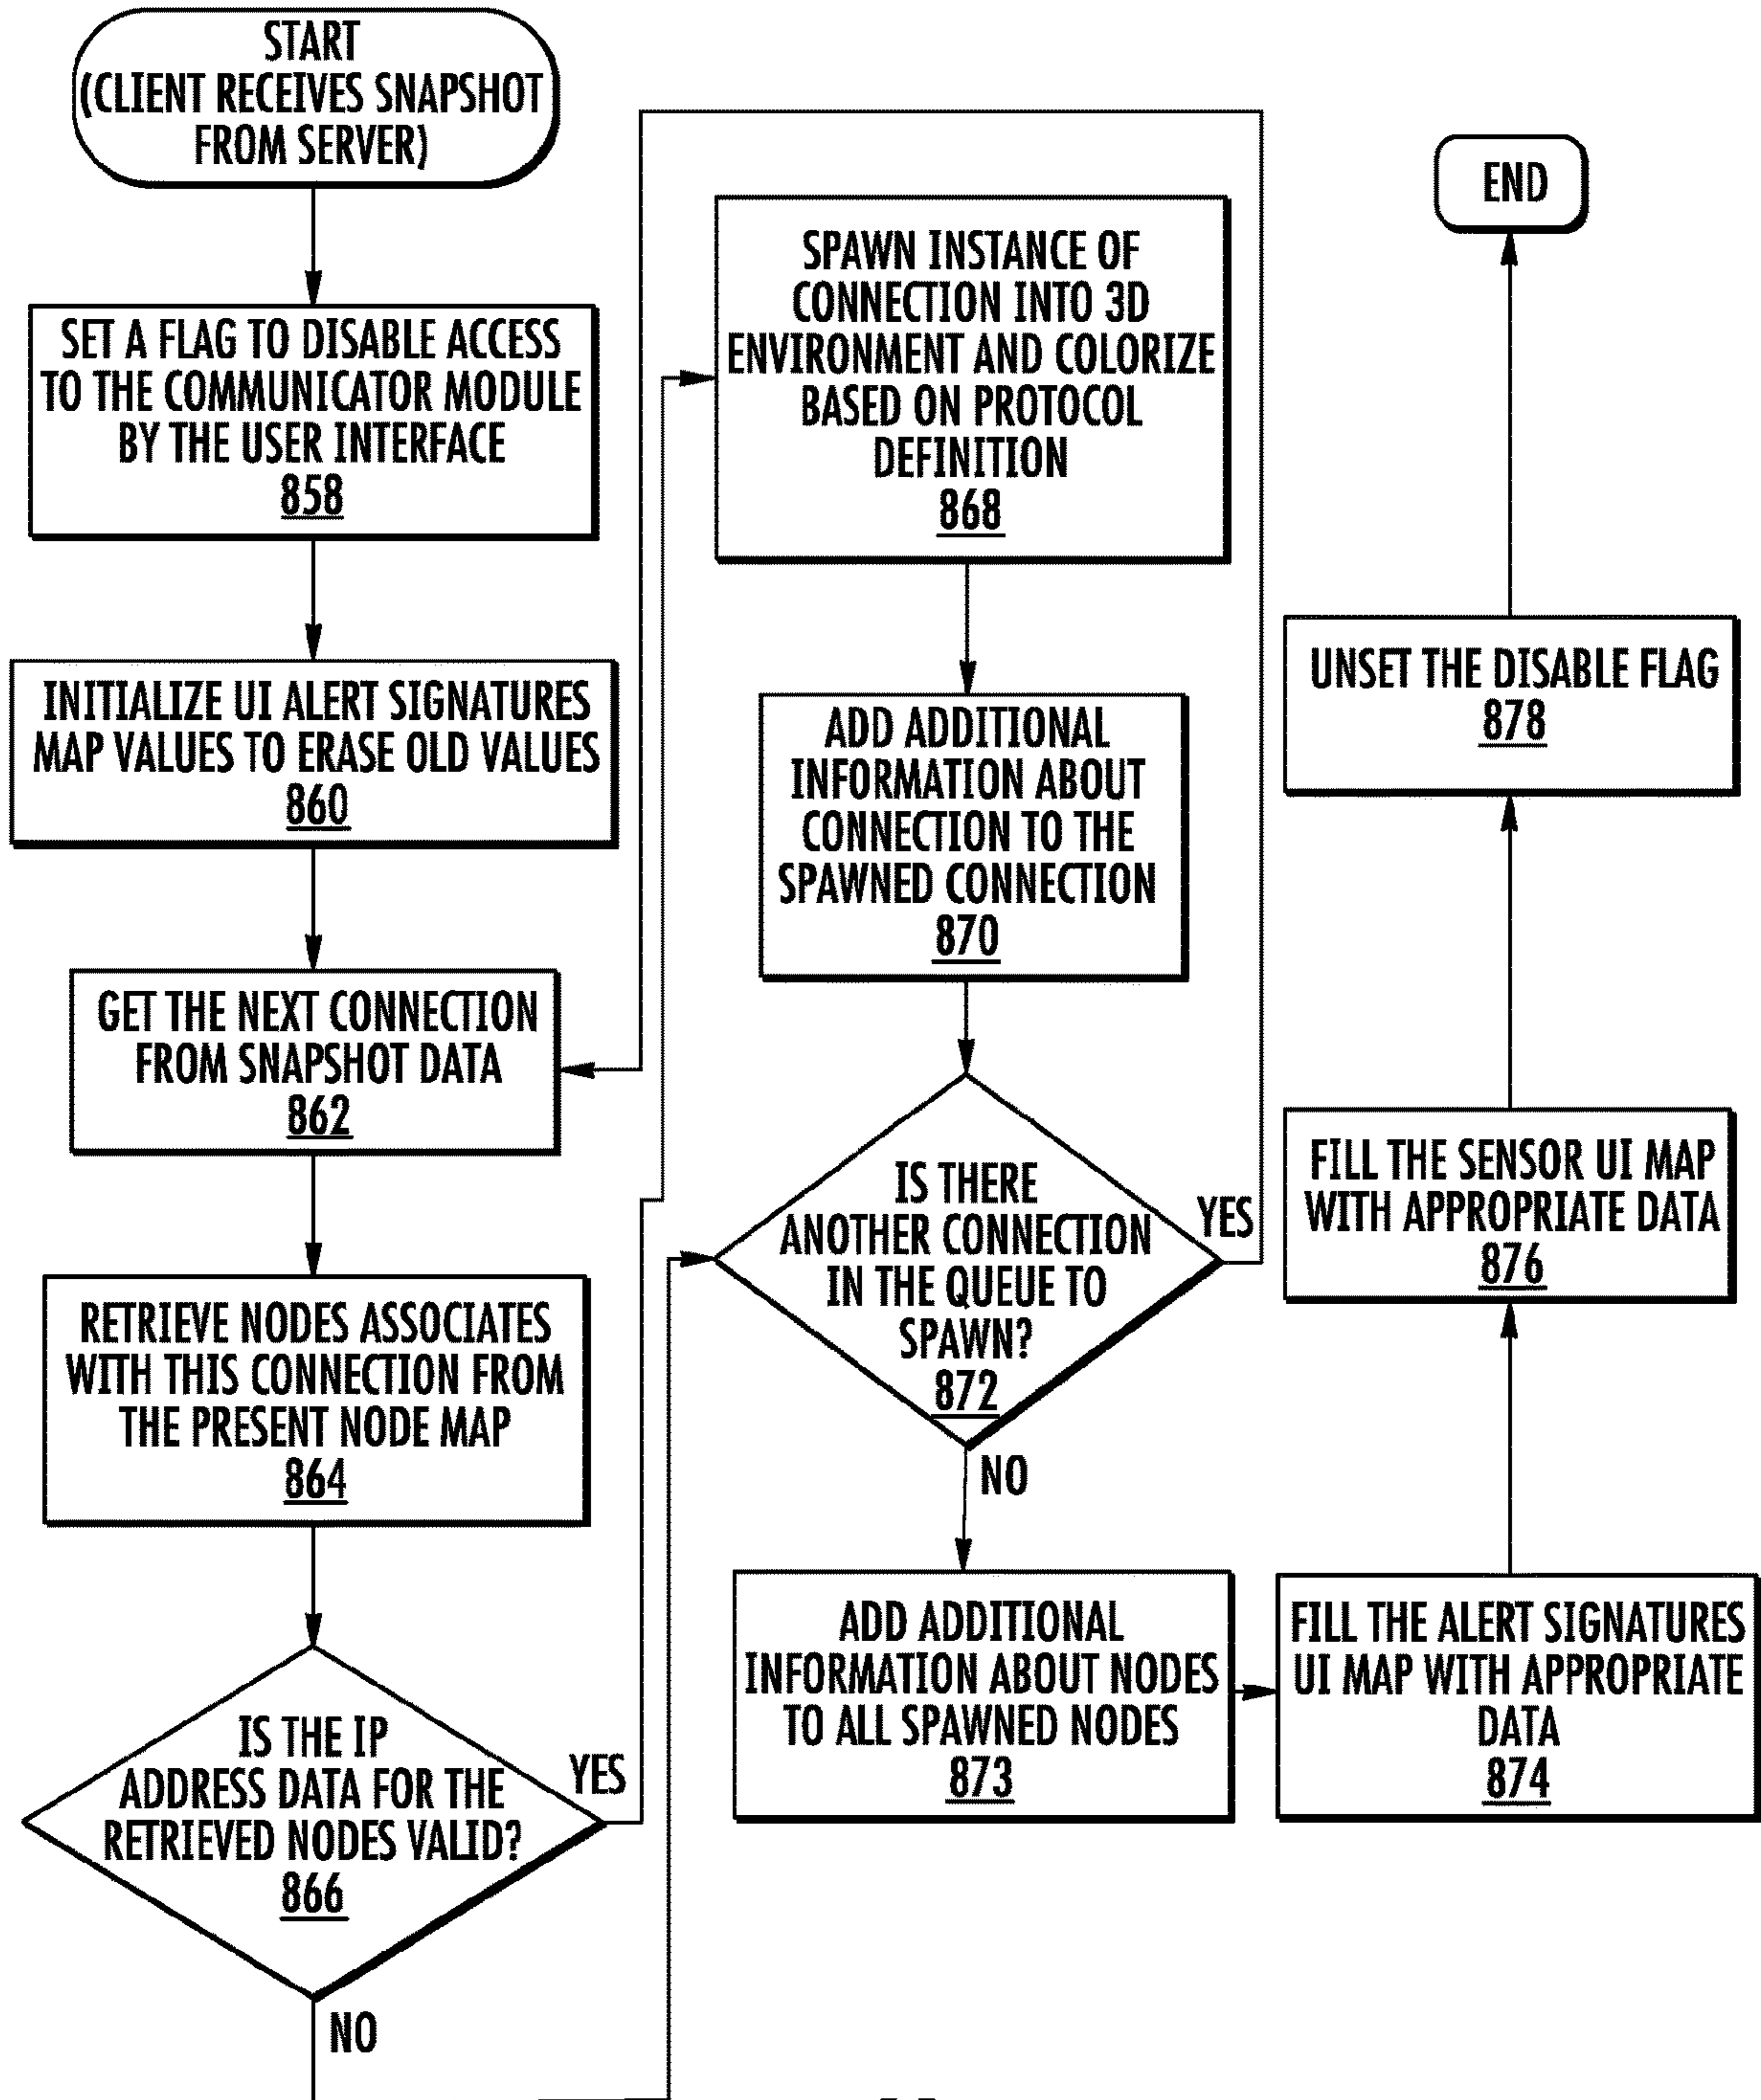 START
(CLIENT RECEIVES SNAPSHOT
FROM SERVER)
SET A FLAG TO DISABLE ACCESS
TO THE COMMUNICATOR MODULE
BY THE USER INTERFACE
858
INITIALIZE UI ALERT SIGNATURES
MAP VALUES TO ERASE OLD VALUES
860
GET THE NEXT CONNECTION
FROM SNAPSHOT DATA
862
RETRIEVE NODES ASSOCIATES
WITH THIS CONNECTION FROM
THE PRESENT NODE MAP
864
IS THE IP
ADDRESS DATA FOR THE
RETRIEVED NODES VALID?
866
YES
NO
SPAWN INSTANCE OF
CONNECTION INTO 3D
ENVIRONMENT AND COLORIZE
BASED ON PROTOCOL
DEFINITION
868
ADD ADDITIONAL
INFORMATION ABOUT
CONNECTION TO THE
SPAWNED CONNECTION
870
IS THERE
ANOTHER CONNECTION
IN THE QUEUE TO
SPAWN?
872
YES
NO
ADD ADDITIONAL
INFORMATION ABOUT NODES
TO ALL SPAWNED NODES
873
FILL THE ALERT SIGNATURES
UI MAP WITH APPROPRIATE
DATA
874
FILL THE SENSOR UI MAP
WITH APPROPRIATE DATA
876
UNSET THE DISABLE FLAG
878
END